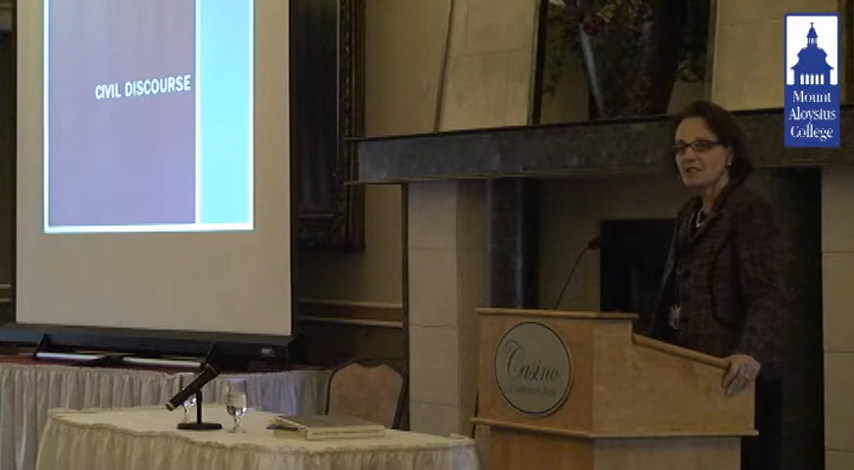 CIVIL DISCOURSE
Mount
Aloysius
College
Casino